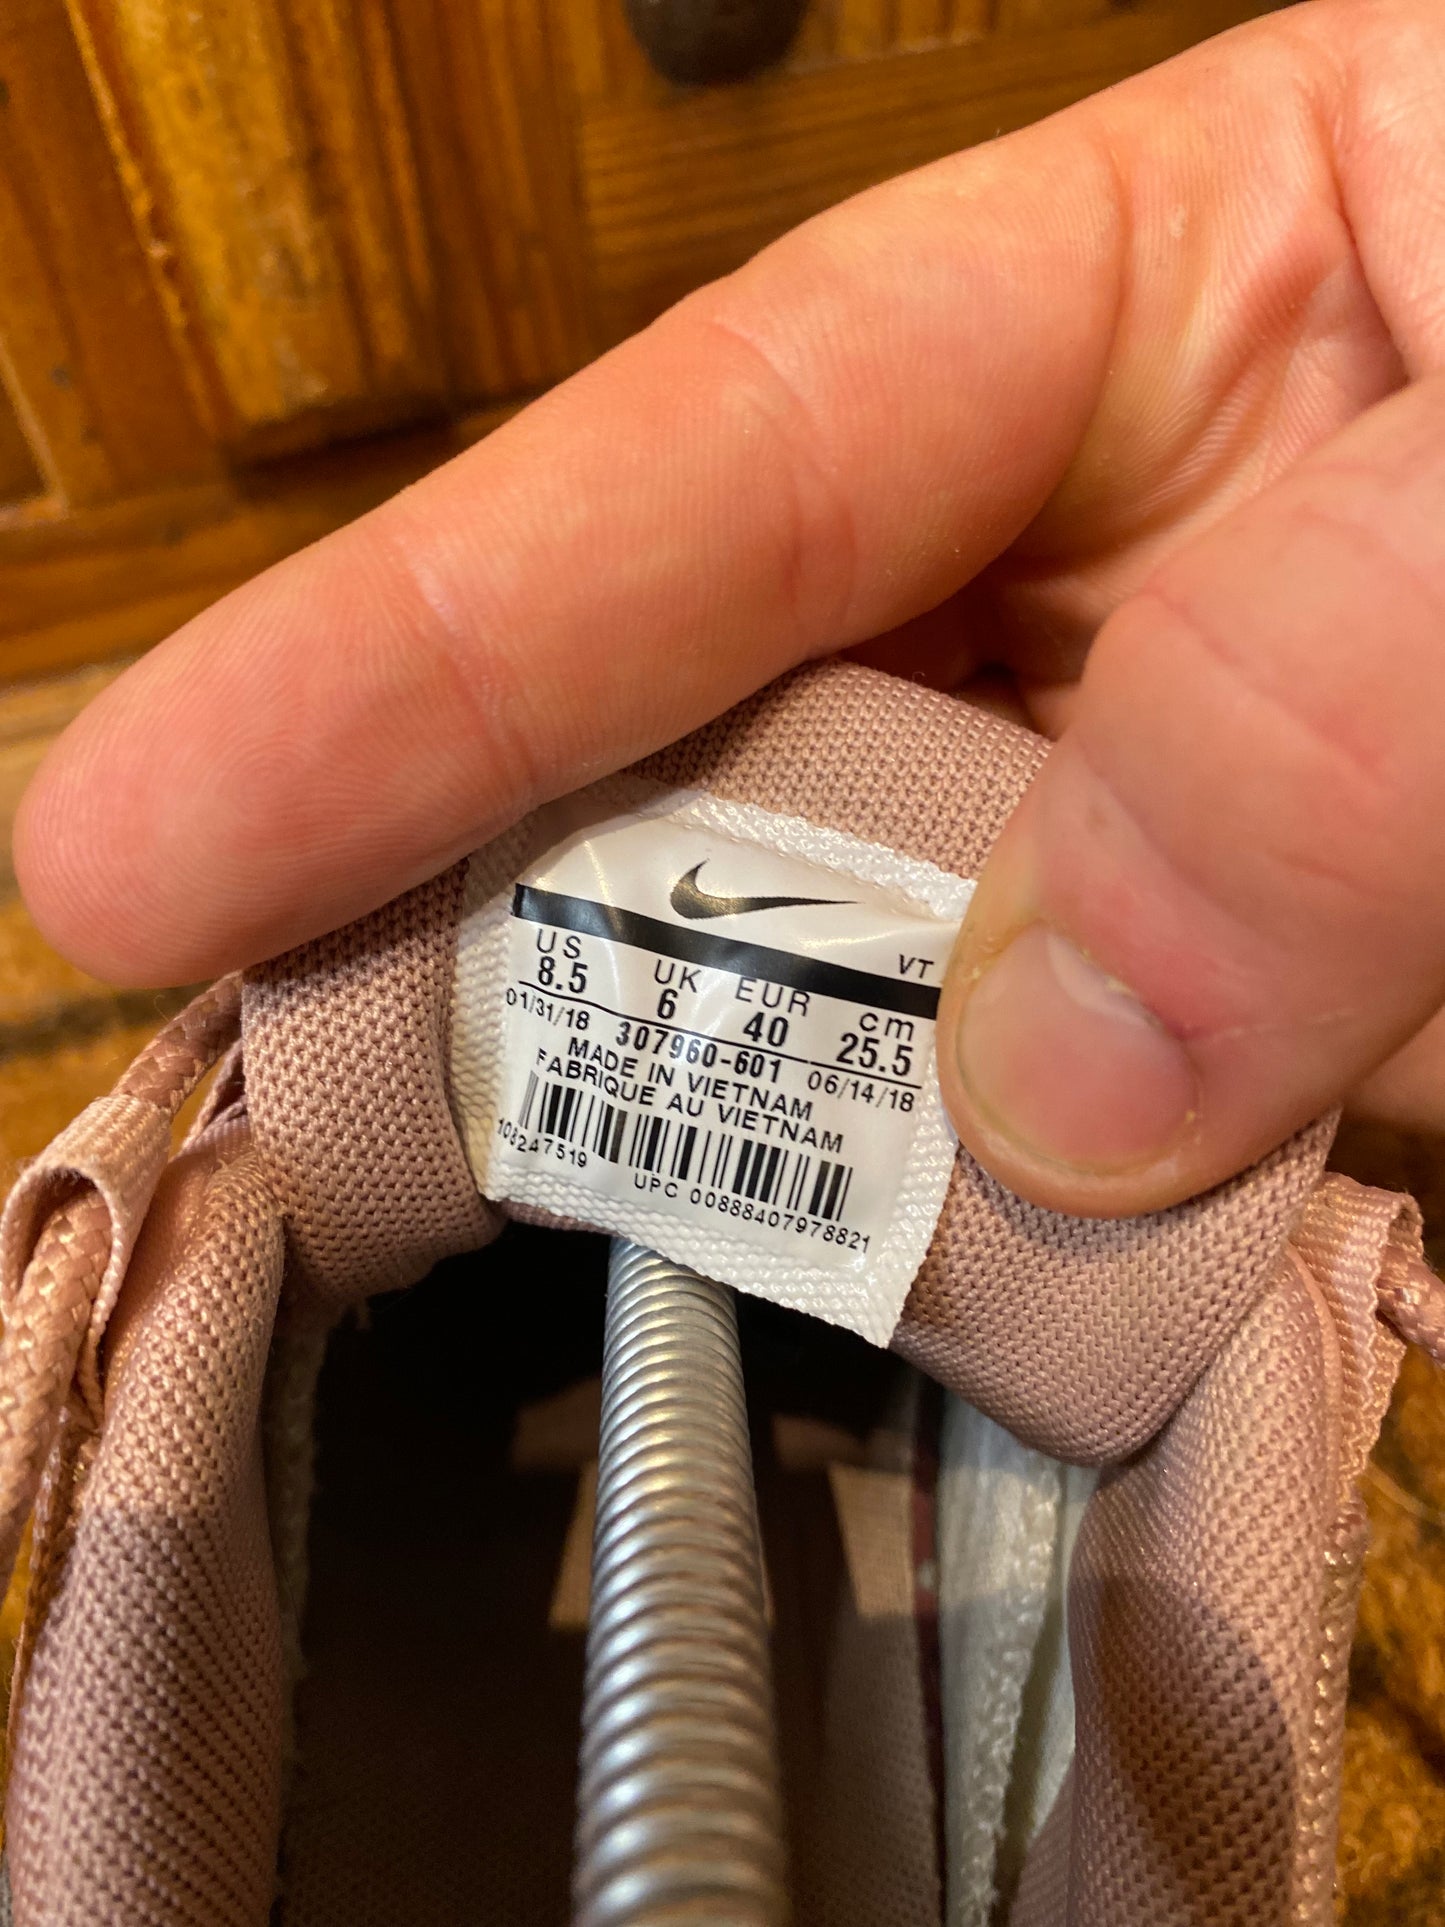 VT
US UK EUR cm
8.5 6 40 25.5
01/31/18 307960-601 06/14/18
MADE IN VIETNAM
FABRIQUE AU VIETNAM
108247519
UPC 00888407978821